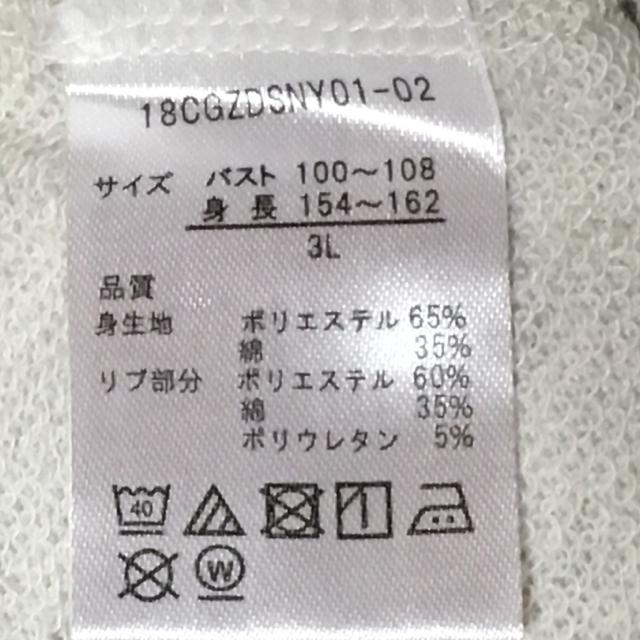 18CGZDSNY01-02
サイズ バスト 100〜108
身長 154〜162
3L
品質
身生地 ポリエステル 65%
綿 35%
リブ部分 ポリエステル 60%
綿 35%
ポリウレタン 5%
40
W